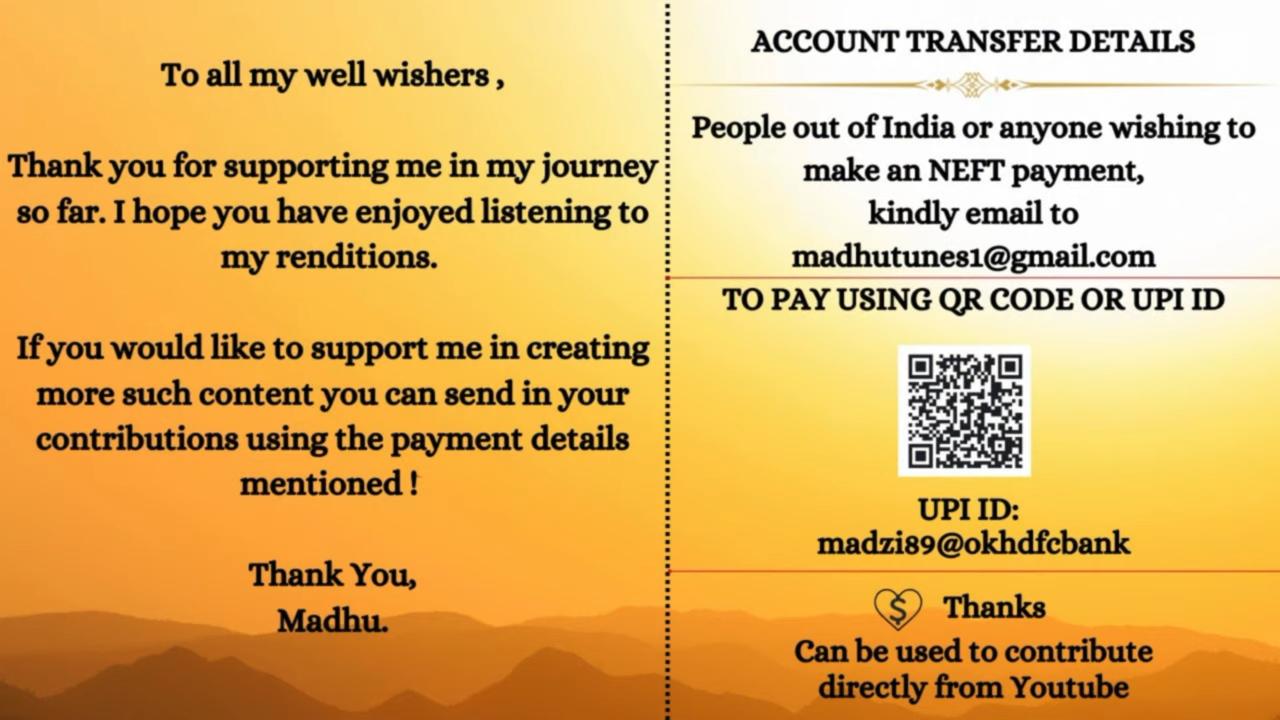 To all my well wishers ,
Thank you for supporting me in my journey
so far. I hope you have enjoyed listening to
my renditions.
If you would like to support me in creating
more such content you can send in your
contributions using the payment details
mentioned !
Thank You,
Madhu.
ACCOUNT TRANSFER DETAILS
People out of India or anyone wishing to
make an NEFT payment,
kindly email to
madhutunes1@gmail.com
TO PAY USING QR CODE OR UPI ID
UPI ID:
madzi89@okhdfcbank
$ Thanks
Can be used to contribute
directly from Youtube